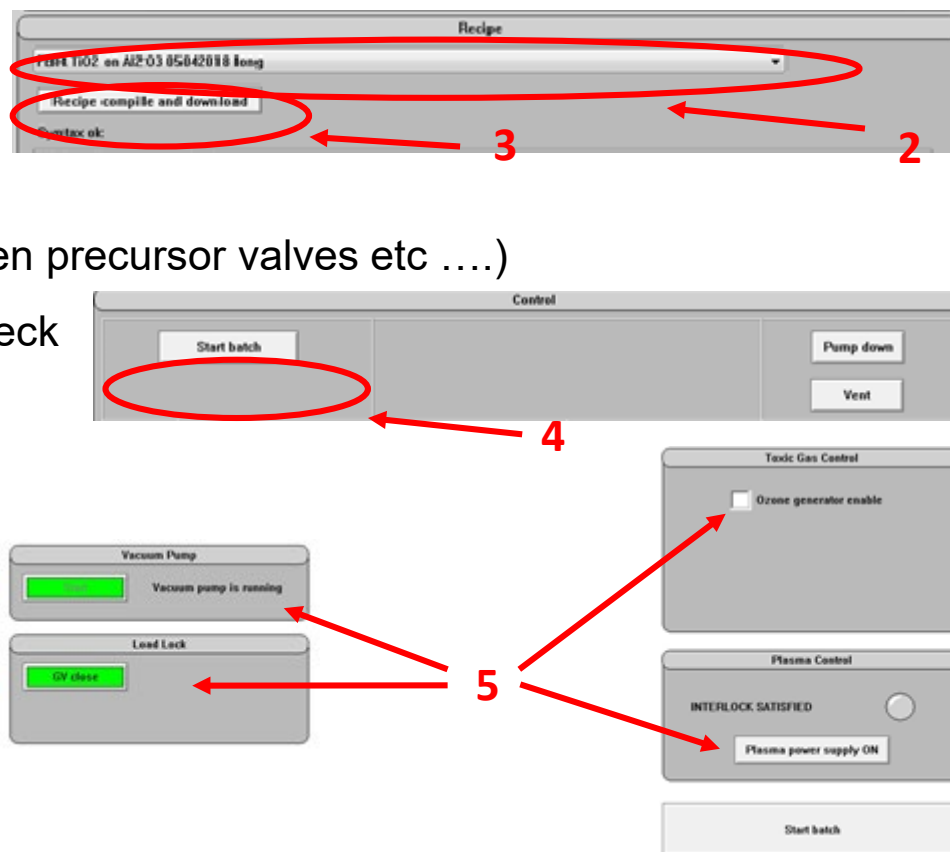 Recipe
TiO2 on Al2O3 05042018 long
Recipe compille and download
Syntax ok
3
2
en precursor valves etc ….)
eck
Control
Start batch
Pump down
Vent
4
Toxic Gas Control
Ozone generator enable
Vacuum Pump
Start
Vacuum pump is running
Load Lock
GV close
5
Plasma Control
INTERLOCK SATISFIED
Plasma power supply ON
Start batch